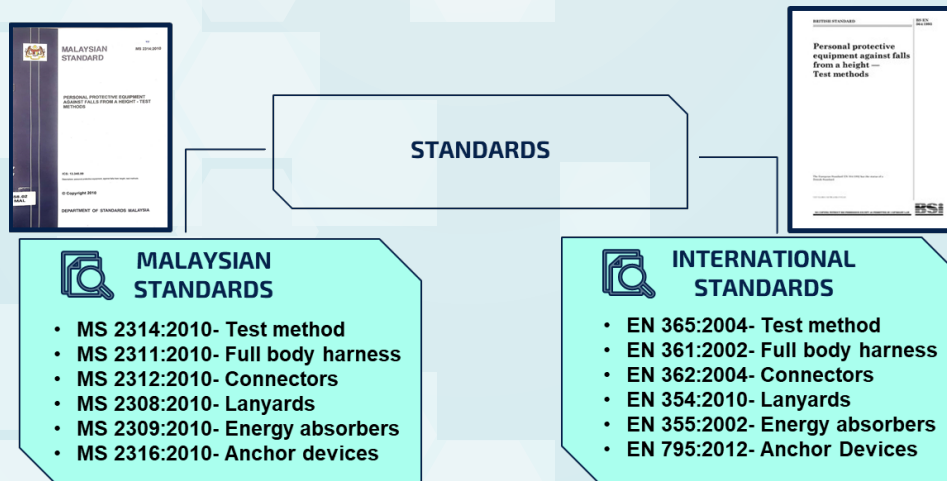 MALAYSIAN
STANDARD
MS 2314:2010
PERSONAL PROTECTIVE EQUIPMENT
AGAINST FALLS FROM A HEIGHT - TEST
METHODS
© Copyright 2010
DEPARTMENT OF STANDARDS MALAYSIA
STANDARDS
BRITISH STANDARD
BS EN
Personal protective
equipment against falls
from a height —
Test methods
BSi
MALAYSIAN
STANDARDS
• MS 2314:2010- Test method
• MS 2311:2010- Full body harness
• MS 2312:2010- Connectors
• MS 2308:2010- Lanyards
• MS 2309:2010- Energy absorbers
• MS 2316:2010- Anchor devices
INTERNATIONAL
STANDARDS
• EN 365:2004- Test method
• EN 361:2002- Full body harness
• EN 362:2004- Connectors
• EN 354:2010- Lanyards
• EN 355:2002- Energy absorbers
• EN 795:2012- Anchor Devices